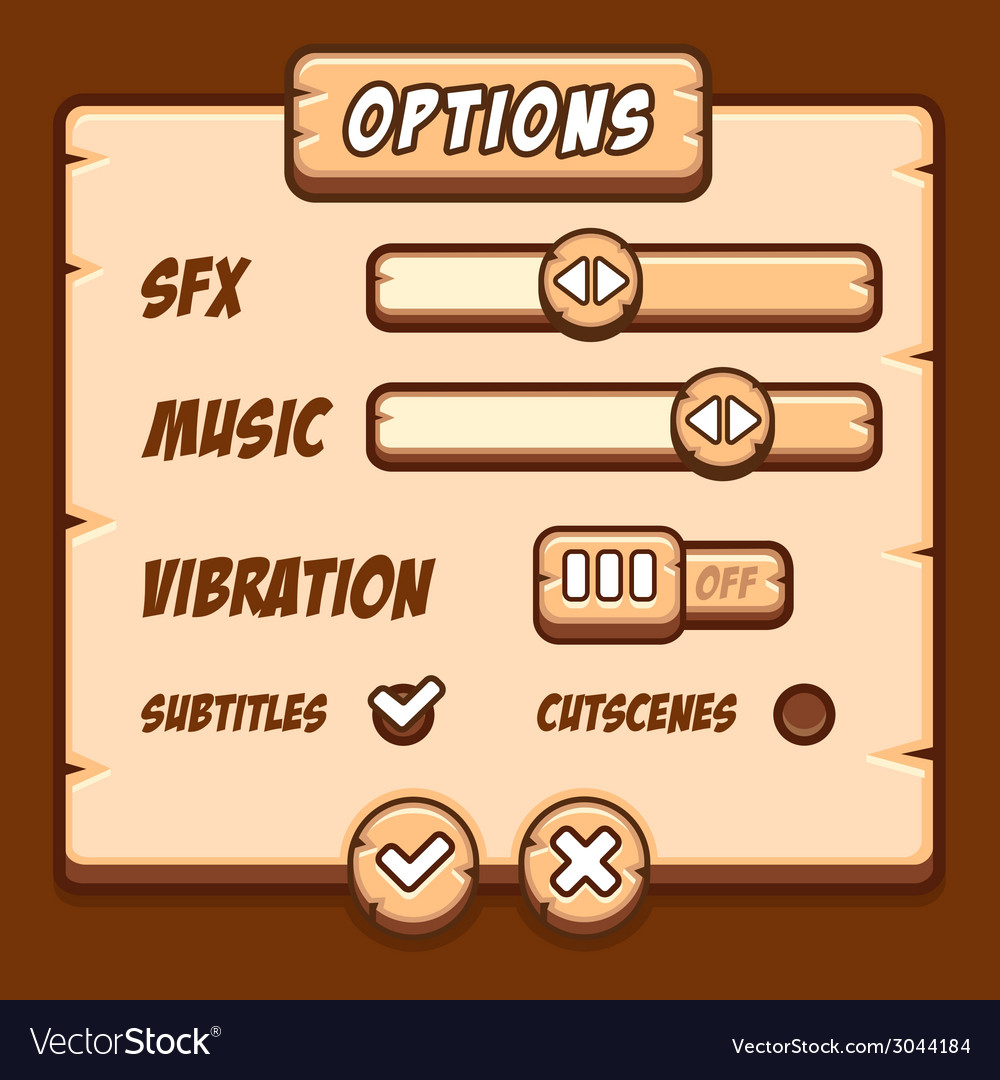 OPTIONS
SFX
MUSIC
VIBRATION OFF
SUBTITLES CUTSCENES
VectorStock® VectorStock.com/3044184